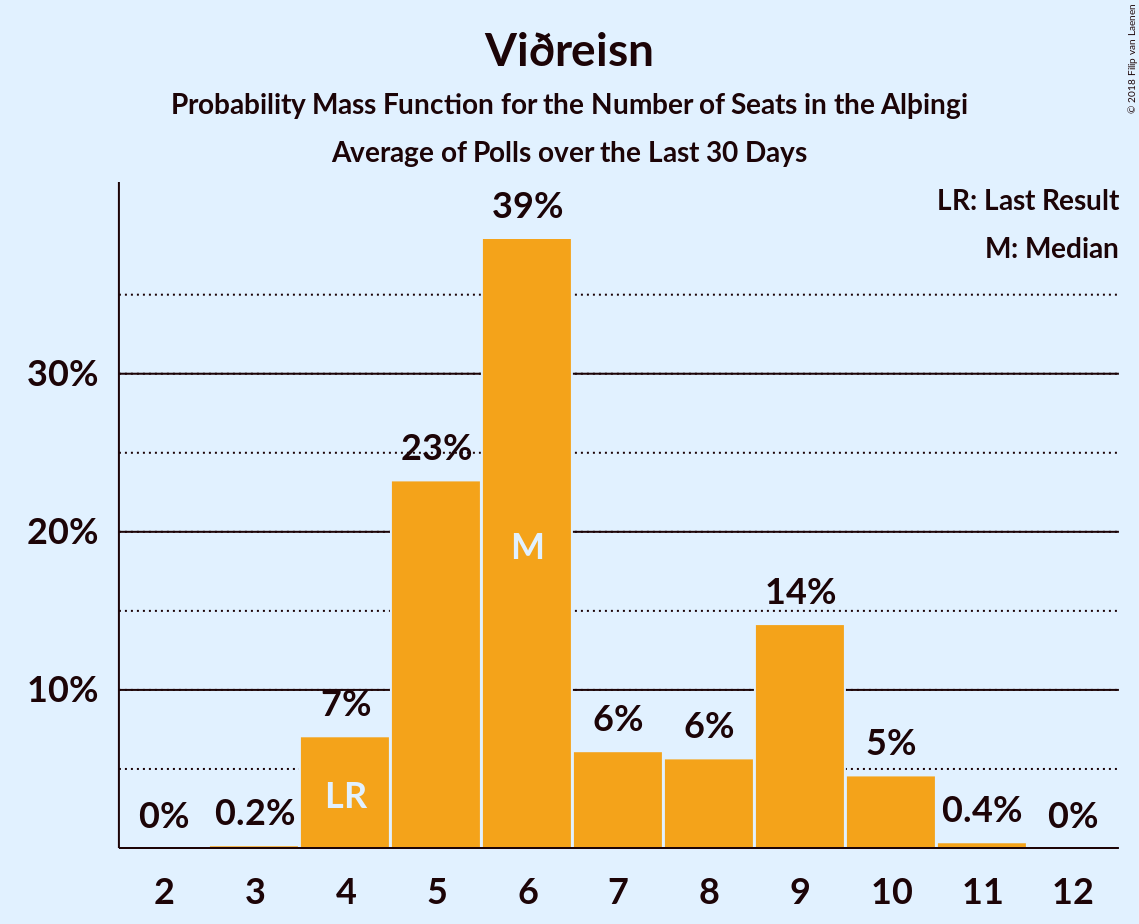 Viðreisn
Probability Mass Function for the Number of Seats in the Alþingi
Average of Polls over the Last 30 Days
© 2018 Filip van Laenen
LR: Last Result
M: Median
30%
20%
10%
0%
0.2%
7%
23%
39%
6%
6%
14%
5%
0.4%
0%
LR
M
2 3 4 5 6 7 8 9 10 11 12